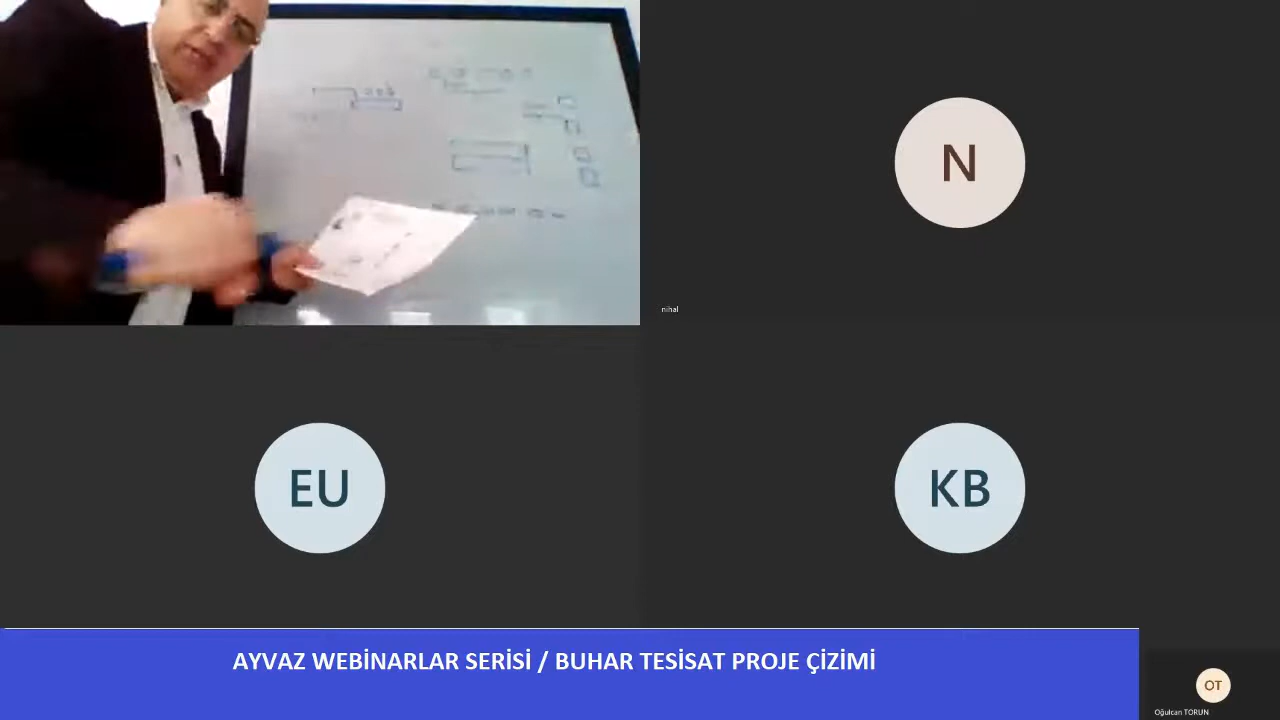 N
nihal
EU
KB
AYVAZ WEBİNARLAR SERİSİ / BUHAR TESİSAT PROJE ÇİZİMİ
OT
Oğulcan TORUN